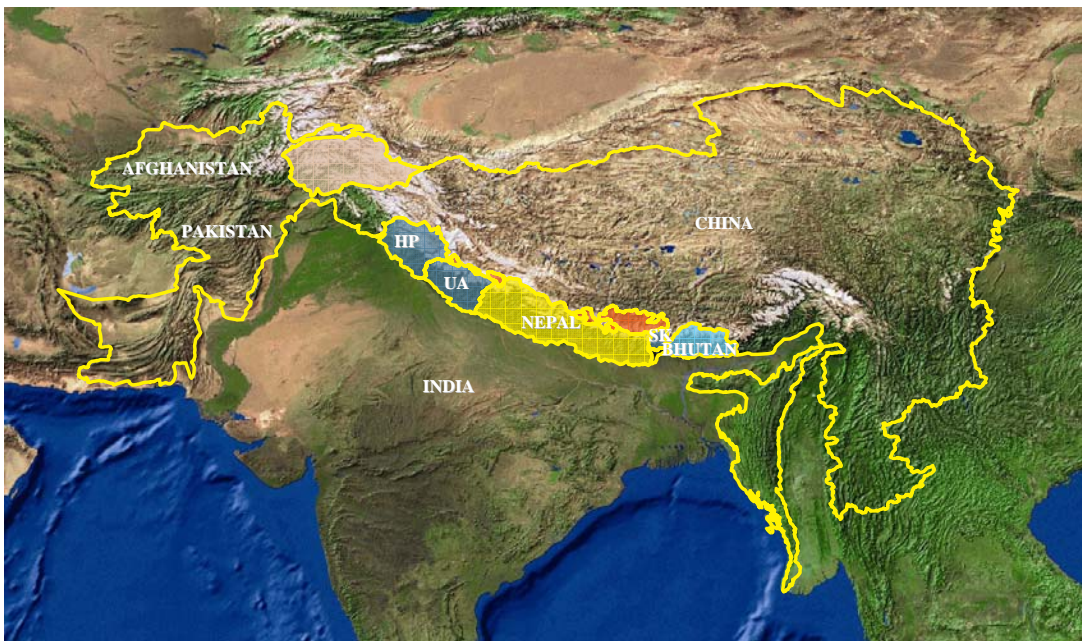 AFGHANISTAN
PAKISTAN
CHINA
HP
UA
NEPAL
SK
BHUTAN
INDIA